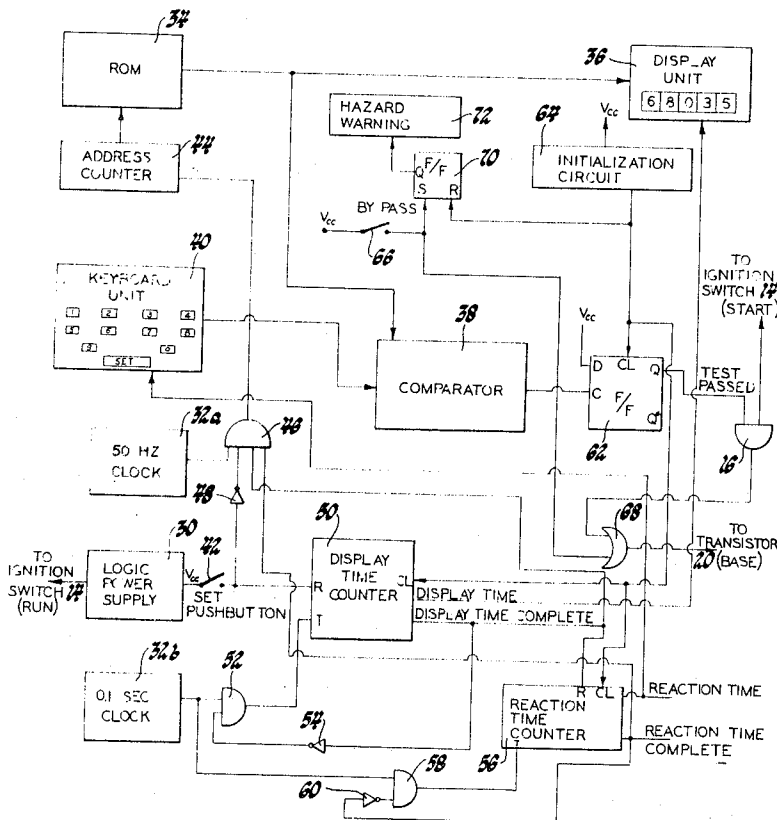 34
ROM
36
DISPLAY
UNIT
6 8 0 3 5
HAZARD
WARNING
72
Vcc
64
INITIALIZATION
CIRCUIT
ADDRESS
COUNTER
44
Q F/F
S R
70
BY PASS
Vcc
66
40
KEYBOARD
UNIT
1 2 3 4
5 6 7 8
9 0
SET
TO
IGNITION
SWITCH 14
(START)
38
COMPARATOR
Vcc
D CL Q
C F/F
Q
62
TEST
PASSED
16
32a
50 HZ
CLOCK
46
48
68
TO
TRANSISTOR
20 (BASE)
30
TO
IGNITION
SWITCH 14
(RUN)
LOGIC
POWER
SUPPLY
Vcc
42
SET
PUSHBUTTON
50
R
T
DISPLAY
TIME
COUNTER
CL
DISPLAY TIME
DISPLAY TIME COMPLETE
32b
0.1 SEC
CLOCK
52
54
R CL
REACTION
TIME
COUNTER
56
T
REACTION TIME
REACTION TIME
COMPLETE
58
60